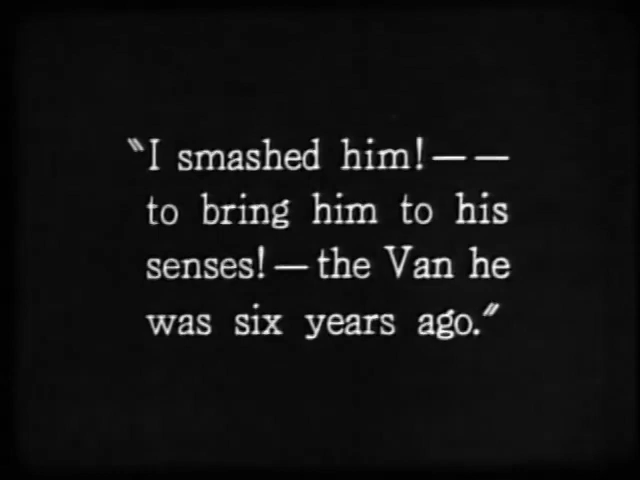 "I smashed him!——
to bring him to his
senses!—the Van he
was six years ago."